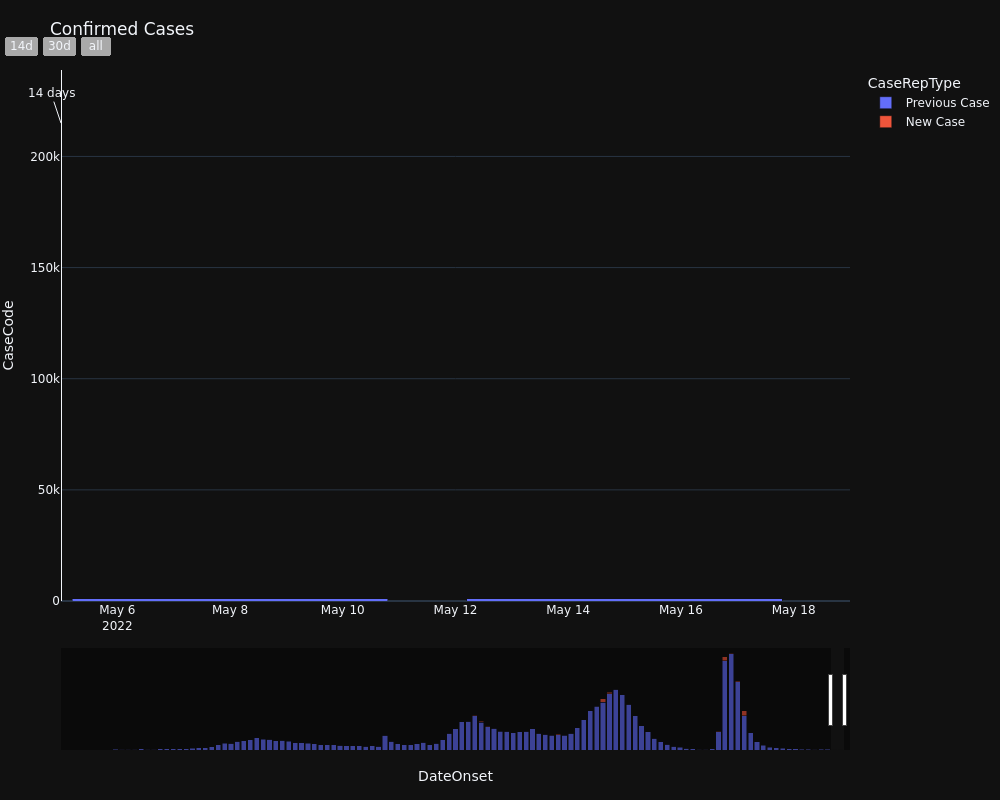 Confirmed Cases
14d 30d all
14 days
CaseRepType
Previous Case
New Case
200k
150k
100k
50k
0
CaseCode
May 6 May 8 May 10 May 12 May 14 May 16 May 18
2022
DateOnset